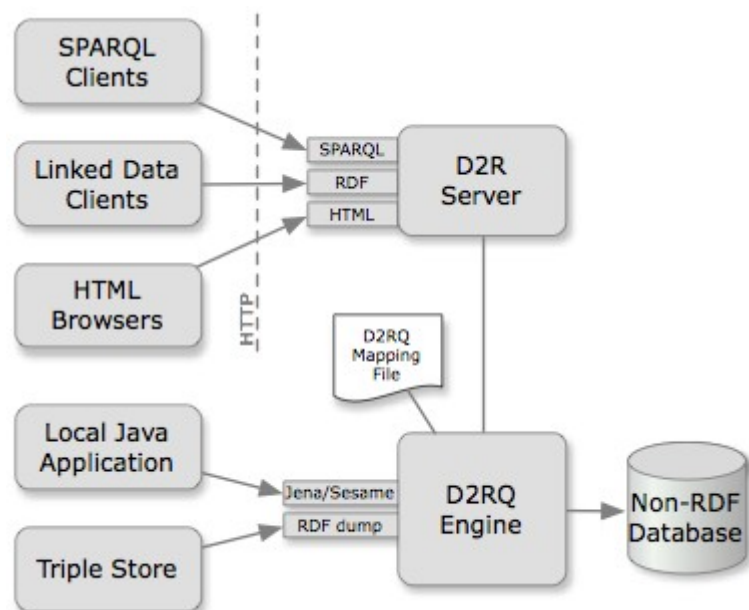 SPARQL
Clients
Linked Data
Clients
HTML
Browsers
HTTP
SPARQL
RDF
HTML
D2R
Server
D2RQ
Mapping
File
Local Java
Application
Triple Store
Jena/Sesame
RDF dump
D2RQ
Engine
Non-RDF
Database